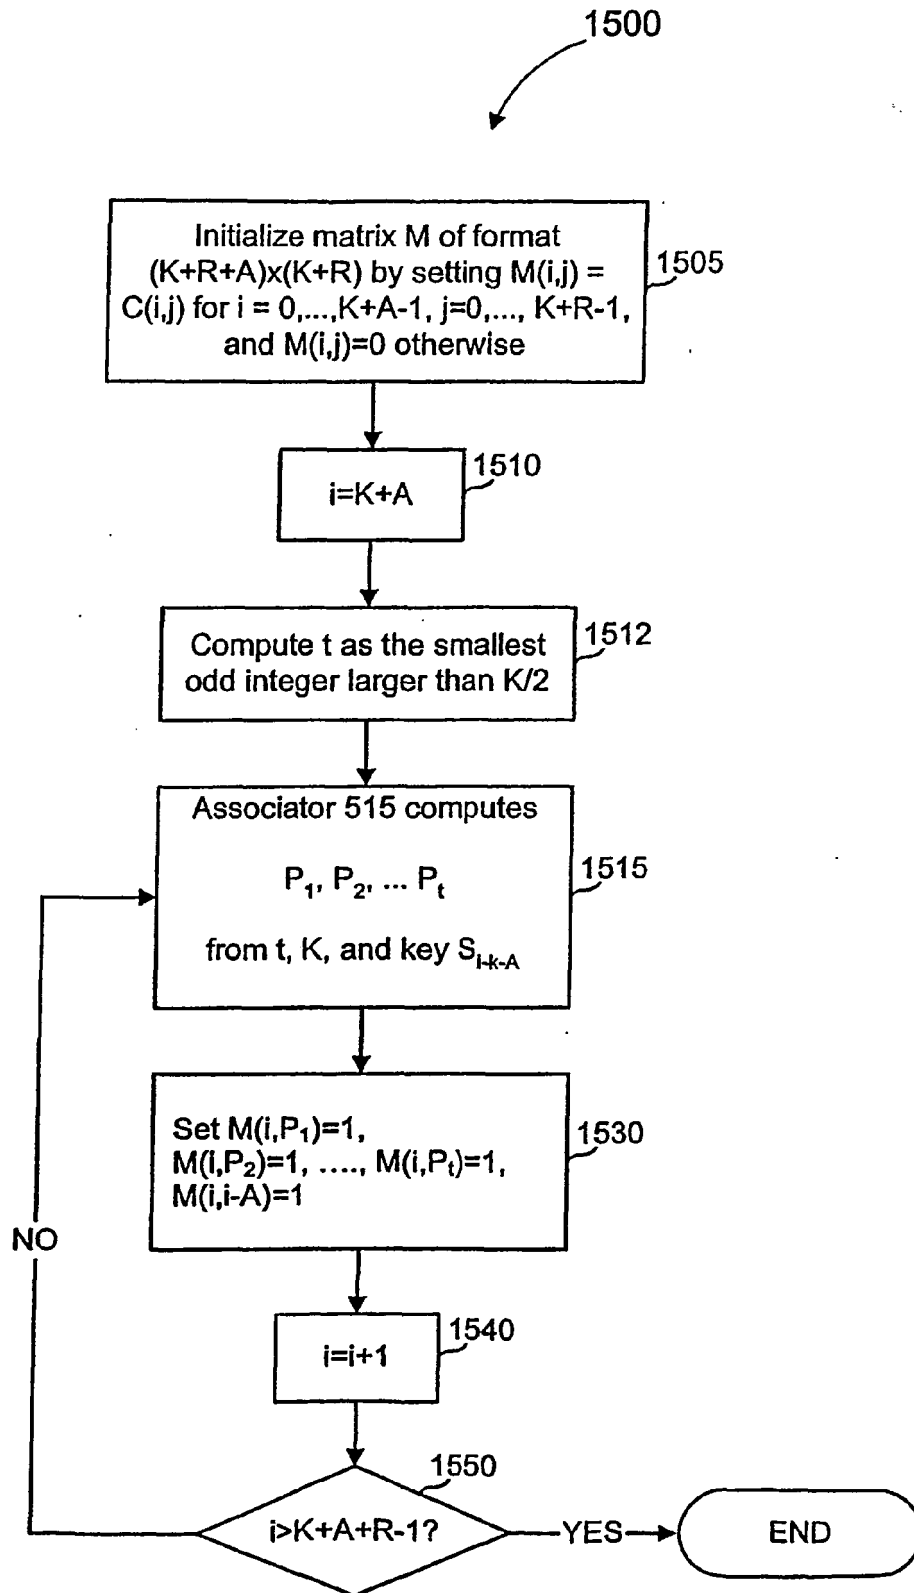 1500
Initialize matrix M of format
(K+R+A)x(K+R) by setting M(i,j) =
C(i,j) for i = 0,...,K+A-1, j=0,..., K+R-1,
and M(i,j)=0 otherwise
1505
i=K+A
1510
Compute t as the smallest
odd integer larger than K/2
1512
Associator 515 computes
P₁, P₂, ... Pₜ
from t, K, and key S_{i-k-A}
1515
Set M(i,P₁)=1,
M(i,P₂)=1, ...., M(i,Pₜ)=1,
M(i,i-A)=1
1530
NO
i=i+1
1540
i>K+A+R-1?
1550
YES
END